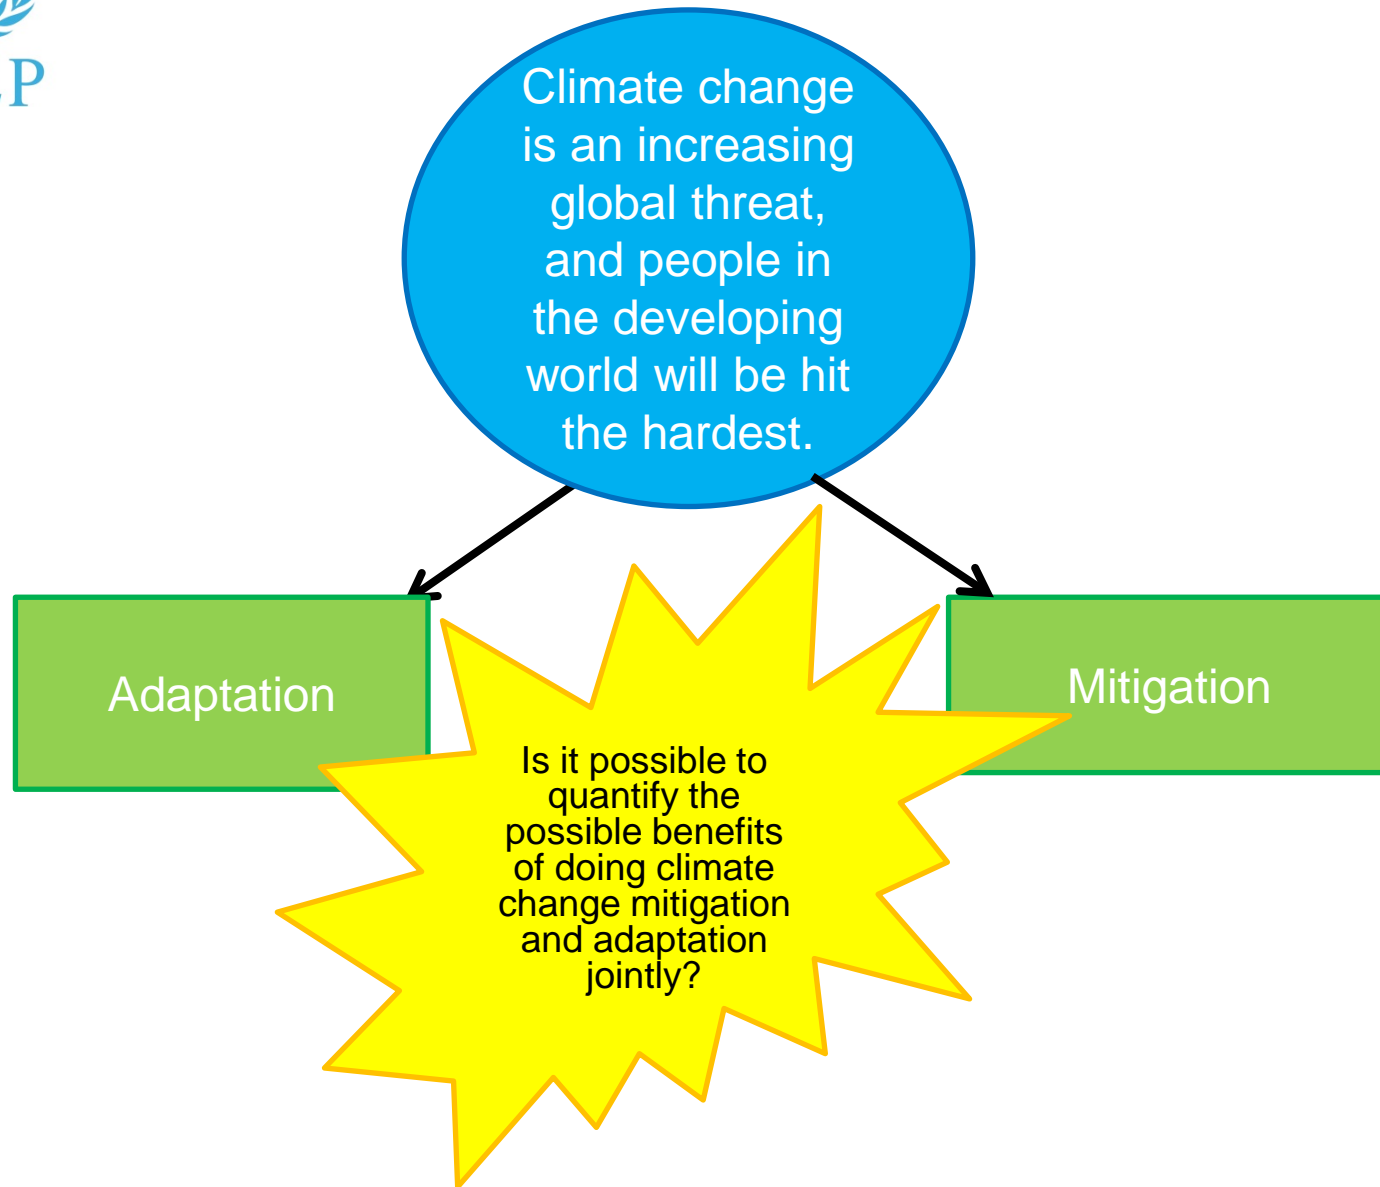 P
Climate change
is an increasing
global threat,
and people in
the developing
world will be hit
the hardest.
Adaptation
Mitigation
Is it possible to
quantify the
possible benefits
of doing climate
change mitigation
and adaptation
jointly?